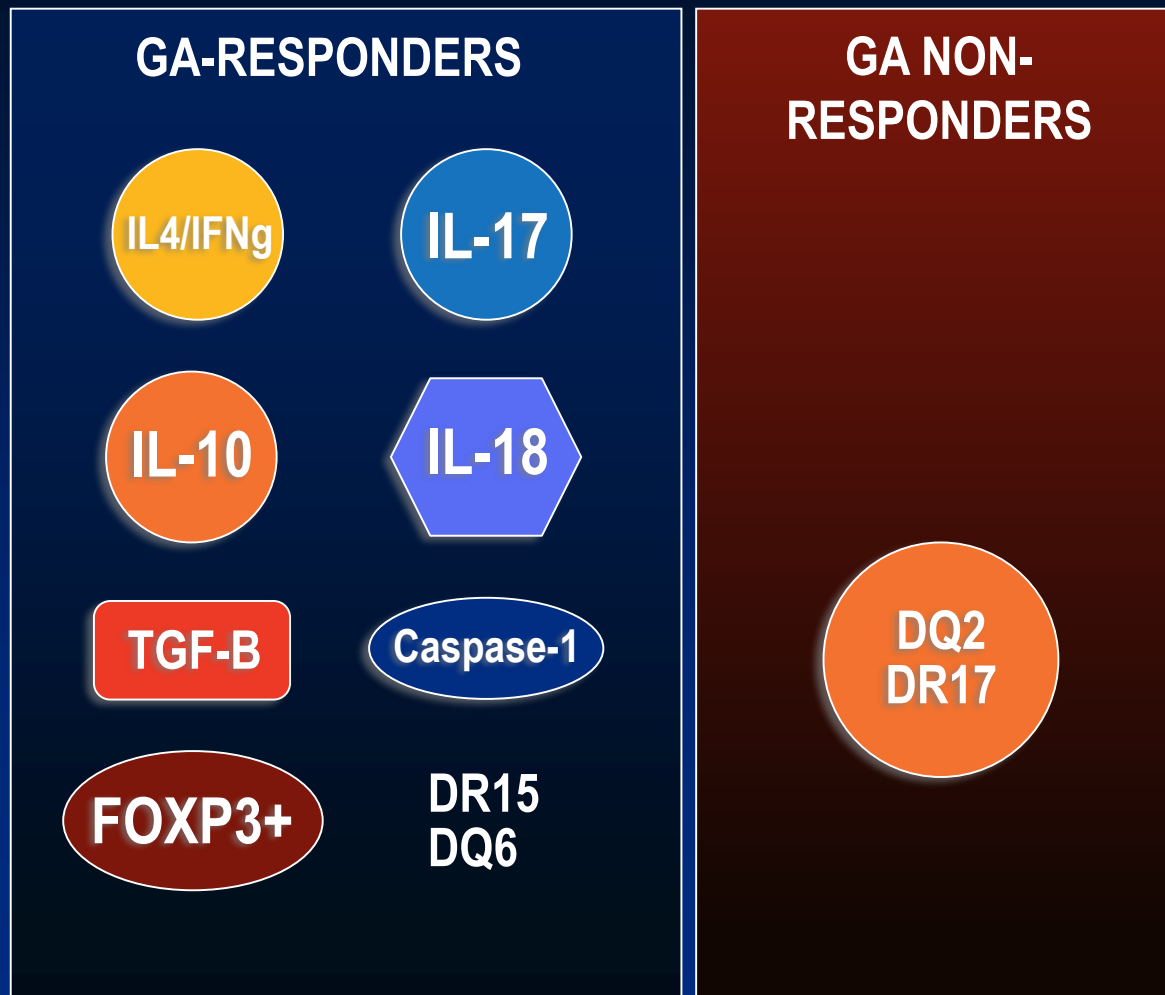 GA-RESPONDERS
IL4/IFNg
IL-17
IL-10
IL-18
TGF-B
Caspase-1
FOXP3+
DR15
DQ6
GA NON-
RESPONDERS
DQ2
DR17